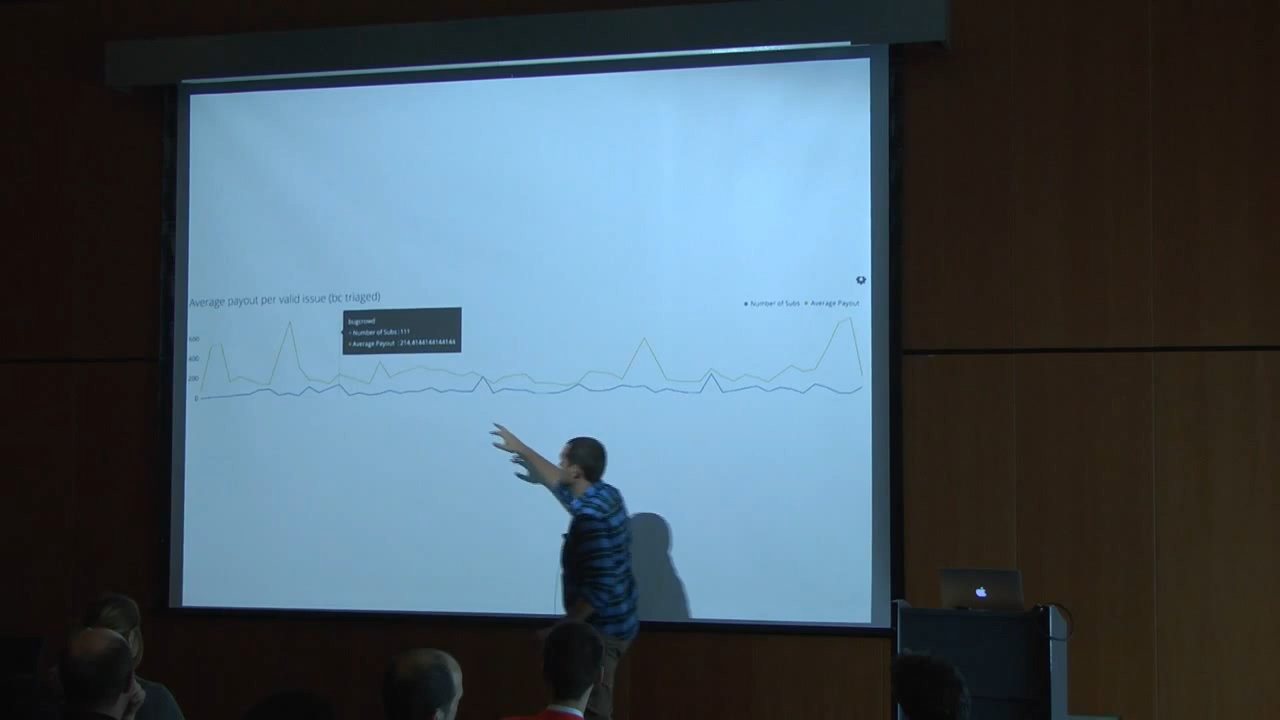 Average payout per valid issue (bc triaged)
Number of Subs Average Payout
bugcrowd
Number of Subs : 111
Average Payout : 214.4144144144144
600
400
200
0